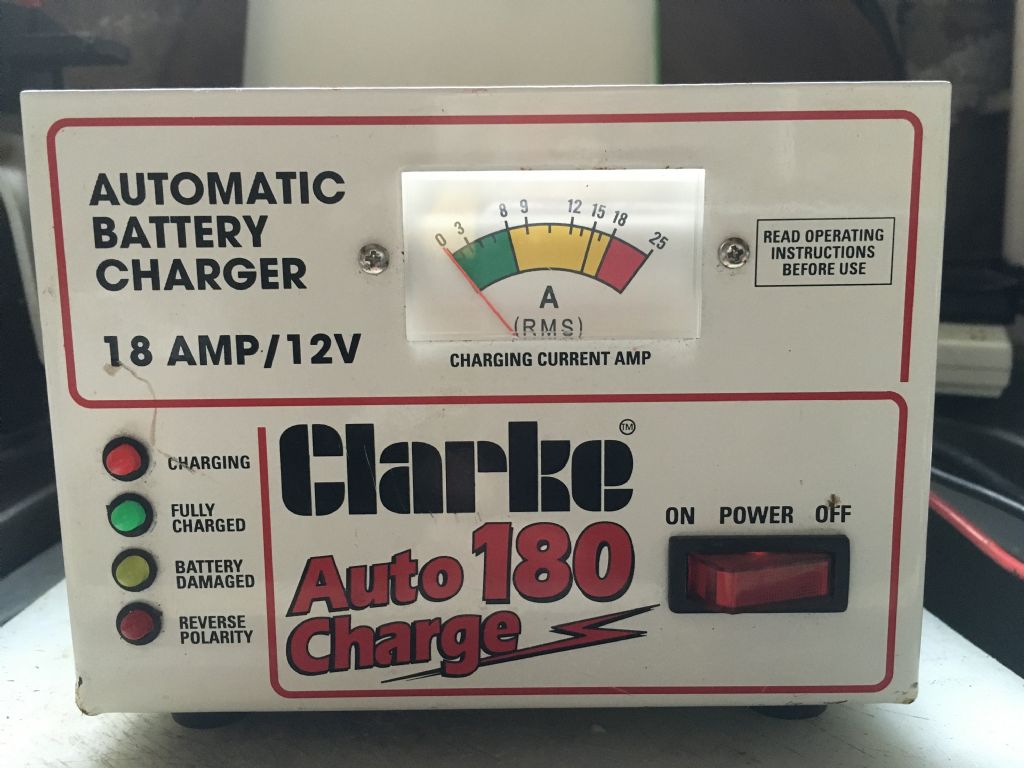 AUTOMATIC
BATTERY
CHARGER
18 AMP/12V
0 3 8 9 12 15 18 25
A
(RMS)
CHARGING CURRENT AMP
READ OPERATING
INSTRUCTIONS
BEFORE USE
CHARGING
FULLY
CHARGED
BATTERY
DAMAGED
REVERSE
POLARITY
Clarke TM
Auto 180
Charge
ON POWER OFF